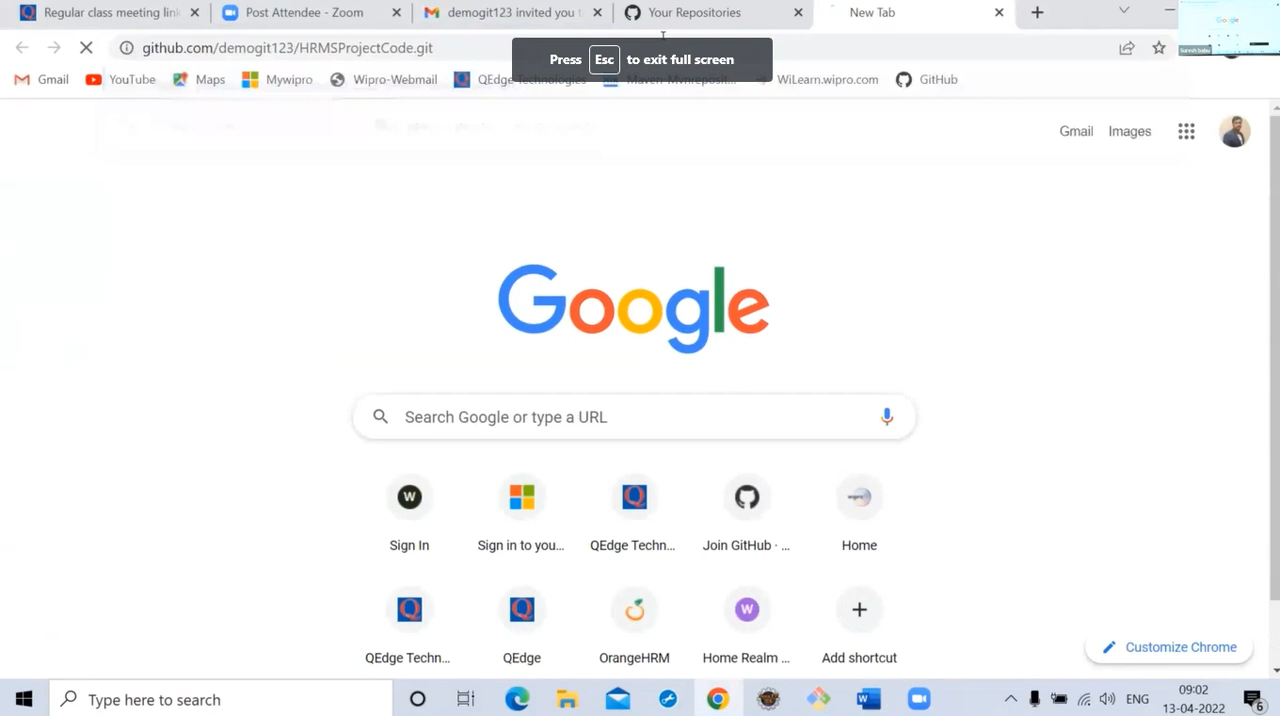 Regular class meeting link
Post Attendee - Zoom
demogit123 invited you t
Your Repositories
New Tab
github.com/demogit123/HRMSProjectCode.git
Press Esc to exit full screen
Gmail
YouTube
Maps
Mywipro
Wipro-Webmail
QEdge Technologies
Maven-Mvnreposit...
WiLearn.wipro.com
GitHub
Gmail
Images
Google
Search Google or type a URL
Sign In
Sign in to you...
QEdge Techn...
Join GitHub · ...
Home
QEdge Techn...
QEdge
OrangeHRM
Home Realm ...
Add shortcut
Customize Chrome
Type here to search
ENG
09:02
13-04-2022
6